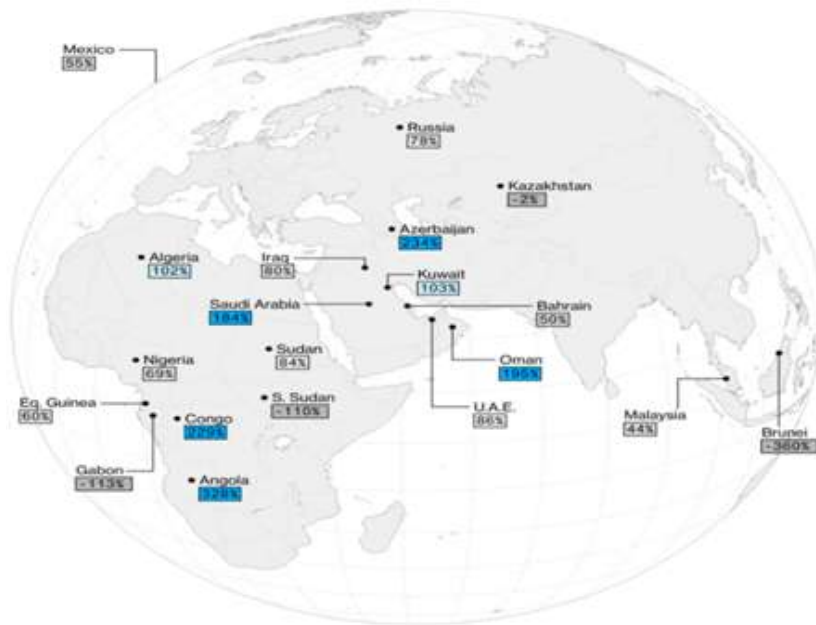 Mexico
55%
Russia
78%
Kazakhstan
-2%
Azerbaijan
234%
Algeria
102%
Iraq
80%
Kuwait
103%
Saudi Arabia
184%
Bahrain
50%
Sudan
84%
Nigeria
69%
Oman
195%
Eq. Guinea
60%
S. Sudan
-110%
U.A.E.
86%
Malaysia
44%
Congo
229%
Brunei
-360%
Gabon
-113%
Angola
328%